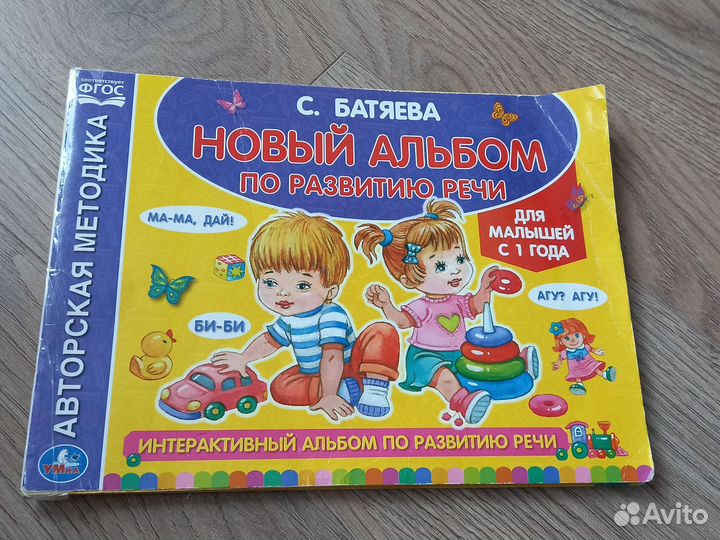 соответствует
ФГОС
АВТОРСКАЯ МЕТОДИКА
УМка
С. БАТЯЕВА
НОВЫЙ АЛЬБОМ
ПО РАЗВИТИЮ РЕЧИ
ДЛЯ
МАЛЫШЕЙ
С 1 ГОДА
МА-МА, ДАЙ!
БИ-БИ
АГУ? АГУ!
ИНТЕРАКТИВНЫЙ АЛЬБОМ ПО РАЗВИТИЮ РЕЧИ
Avito